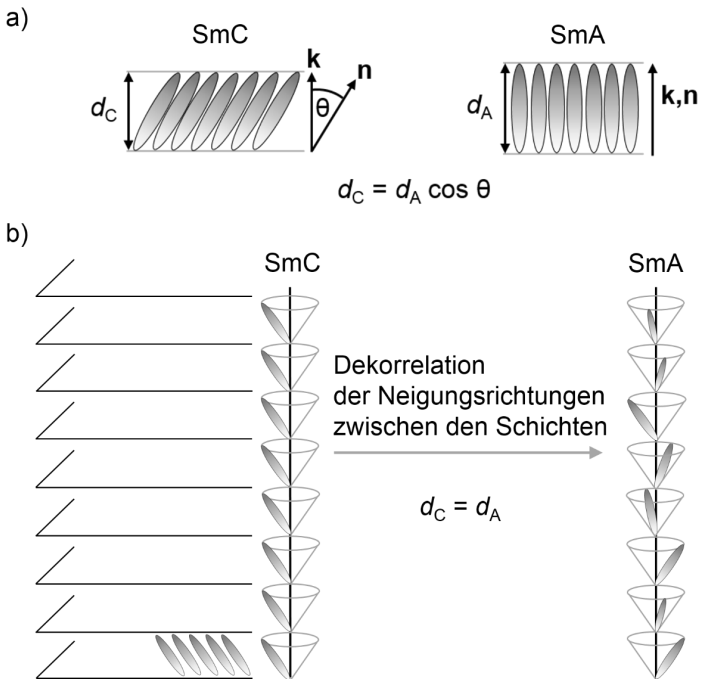 a)
SmC
SmA
k
n
θ
d_C
d_A
k,n
d_C = d_A cos θ
b)
SmC
SmA
Dekorrelation
der Neigungsrichtungen
zwischen den Schichten
d_C = d_A